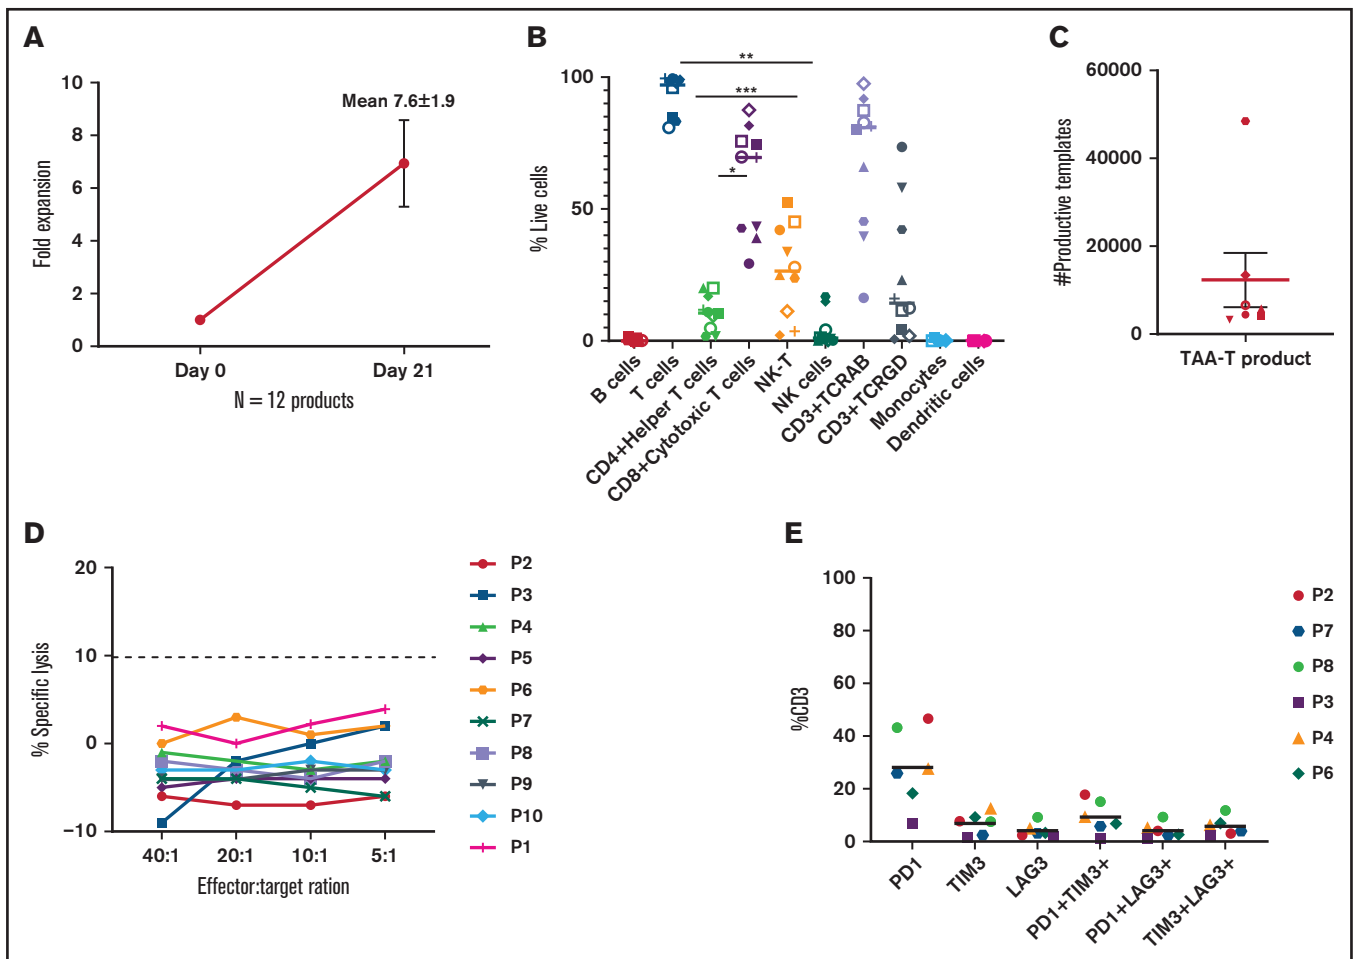 A
10
8
6
4
2
0
Fold expansion
Mean 7.6±1.9
Day 0
Day 21
N = 12 products
B
100
50
0
% Live cells
**
***
*
B cells
T cells
CD4+Helper T cells
CD8+Cytotoxic T cells
NK-T
NK cells
CD3+TCRAB
CD3+TCRGD
Monocytes
Dendritic cells
C
60000
40000
20000
0
#Productive templates
TAA-T product
D
20
10
0
−10
% Specific lysis
40:1
20:1
10:1
5:1
Effector:target ration
P2
P3
P4
P5
P6
P7
P8
P9
P10
P1
E
100
80
60
40
20
0
%CD3
PD1
TIM3
LAG3
PD1+TIM3+
PD1+LAG3+
TIM3+LAG3+
P2
P7
P8
P3
P4
P6